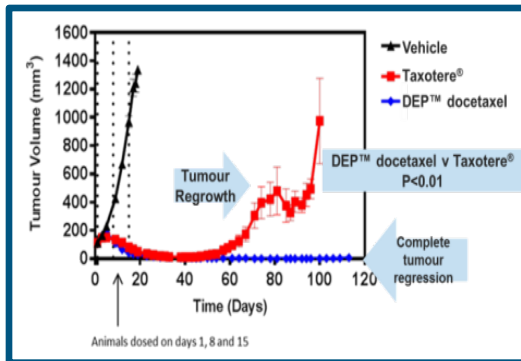 Tumour Volume (mm³)
1600
1400
1200
1000
800
600
400
200
0
0 20 40 60 80 100 120
Time (Days)
Vehicle
Taxotere®
DEP™ docetaxel
Tumour
Regrowth
DEP™ docetaxel v Taxotere®
P<0.01
Complete
tumour
regression
Animals dosed on days 1, 8 and 15